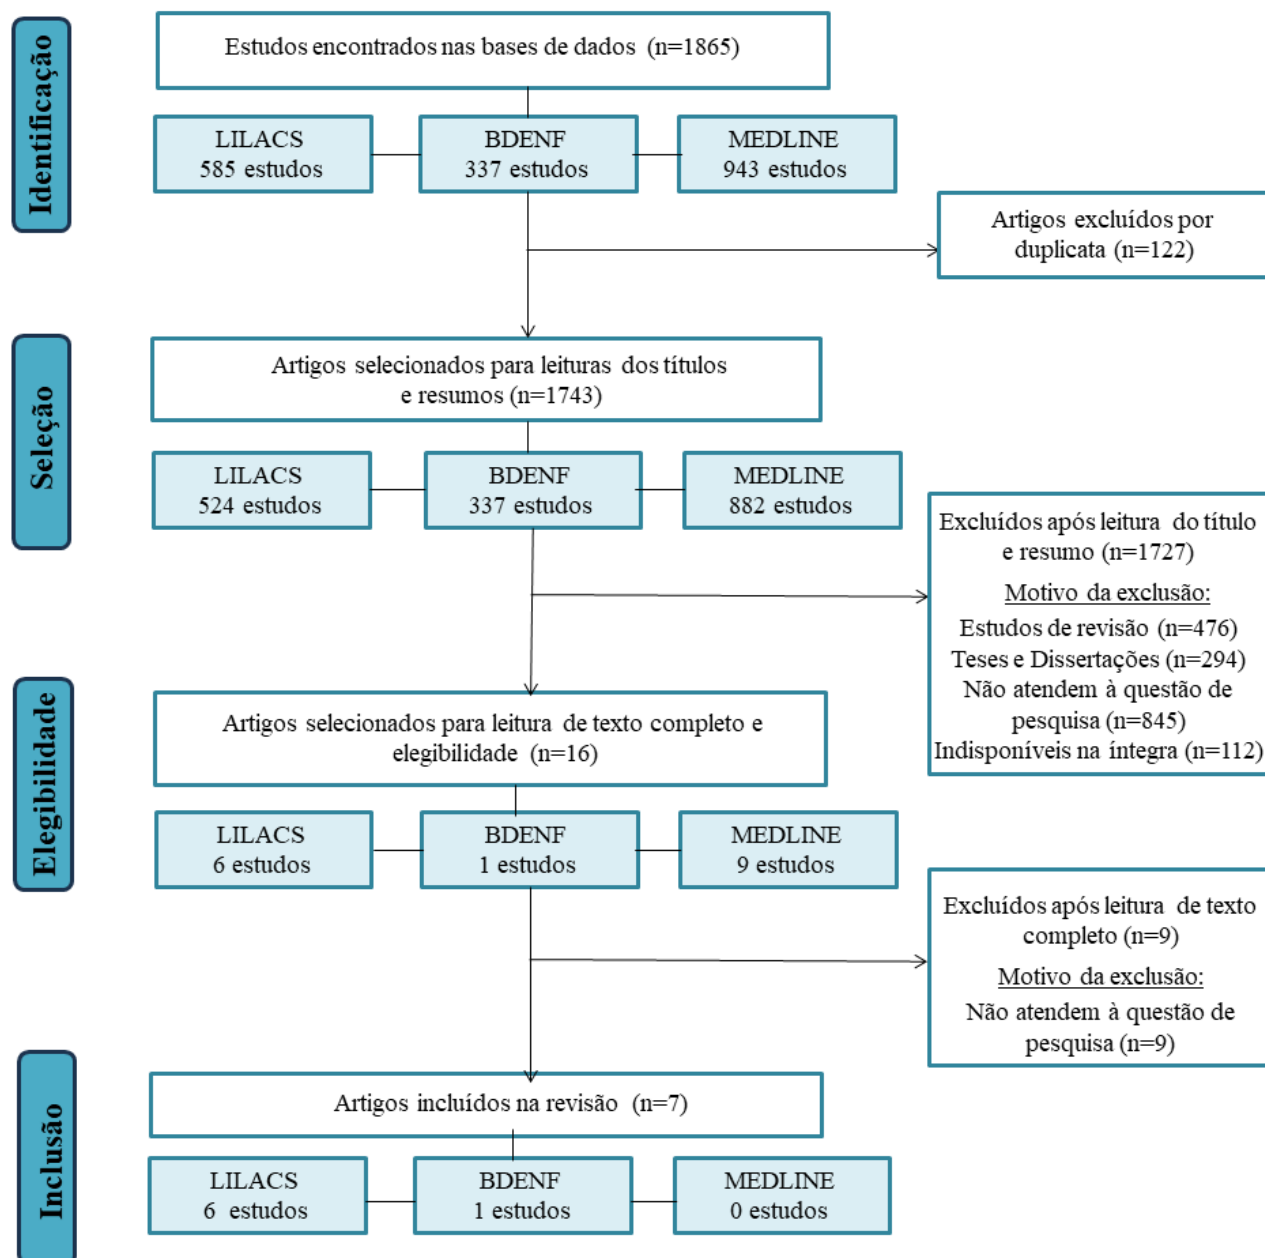 Identificação
Estudos encontrados nas bases de dados (n=1865)
LILACS
585 estudos
BDENF
337 estudos
MEDLINE
943 estudos
Artigos excluídos por
duplicata (n=122)
Seleção
Artigos selecionados para leituras dos títulos
e resumos (n=1743)
LILACS
524 estudos
BDENF
337 estudos
MEDLINE
882 estudos
Excluídos após leitura do título
e resumo (n=1727)
Motivo da exclusão:
Estudos de revisão (n=476)
Teses e Dissertações (n=294)
Não atendem à questão de
pesquisa (n=845)
Indisponíveis na íntegra (n=112)
Elegibilidade
Artigos selecionados para leitura de texto completo e
elegibilidade (n=16)
LILACS
6 estudos
BDENF
1 estudos
MEDLINE
9 estudos
Excluídos após leitura de texto
completo (n=9)
Motivo da exclusão:
Não atendem à questão de
pesquisa (n=9)
Inclusão
Artigos incluídos na revisão (n=7)
LILACS
6 estudos
BDENF
1 estudos
MEDLINE
0 estudos